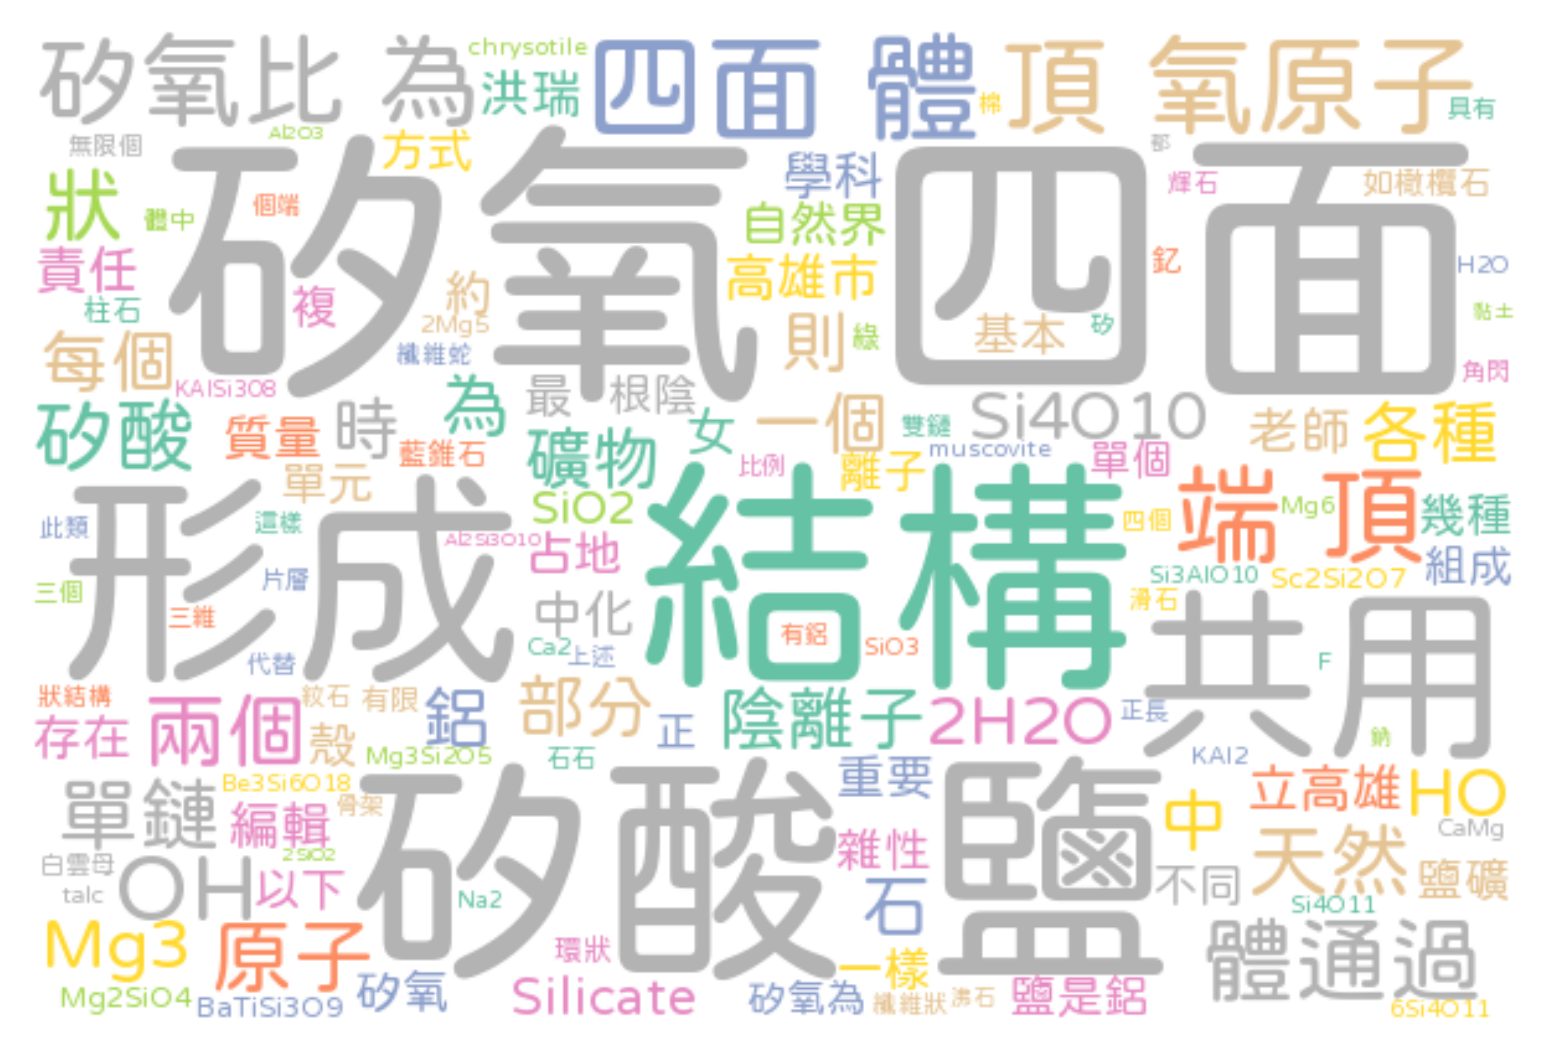 矽氧比 為 chrysotile 洪瑞 四面 體 棉 頂 氧原子 具有
無限個 Al2O3 方式 學科 郁 輝石 如橄欖石
矽氧 四面
狀 體中 個端 自然界
責任 複 約 高雄市 釔 H2O
柱石 2Mg5 則 綠 基本 矽 黏土
每個 纖維蛇 角閃
KAlSi3O8 為 最 根陰 一個 Si4O10
矽酸 質量 時 礦物 女 雙鏈 老師 各種
藍錐石 比例 離子 muscovite 單個
單元 SiO2 結構 四個 端 頂 Mg6 幾種
形成
此類 這樣 Al2Si3O10 占地 組成
三個 片層 Si3AlO10 Sc2Si2O7
三維 中化 有鋁 滑石 共用
代替 Ca2 上述 SiO3 F
狀結構 紋石 有限 鋁 部分 陰離子 2H2O 正長
存在 兩個 殼 正 鈉
Mg3Si2O5 石石 KAl2
單鏈 Be3Si6O18 矽酸鹽 重要 立高雄 HO
編輯 骨架 中 CaMg
白雲母 2SiO2 雜性 天然
talc OH 以下 Na2 石 不同 鹽礦
Si4O11
Mg3 原子 環狀 一樣 體通過
Mg2SiO4 BaTiSi3O9 矽氧 Silicate 矽氧為 纖維狀 沸石 鹽是鋁 6Si4O11